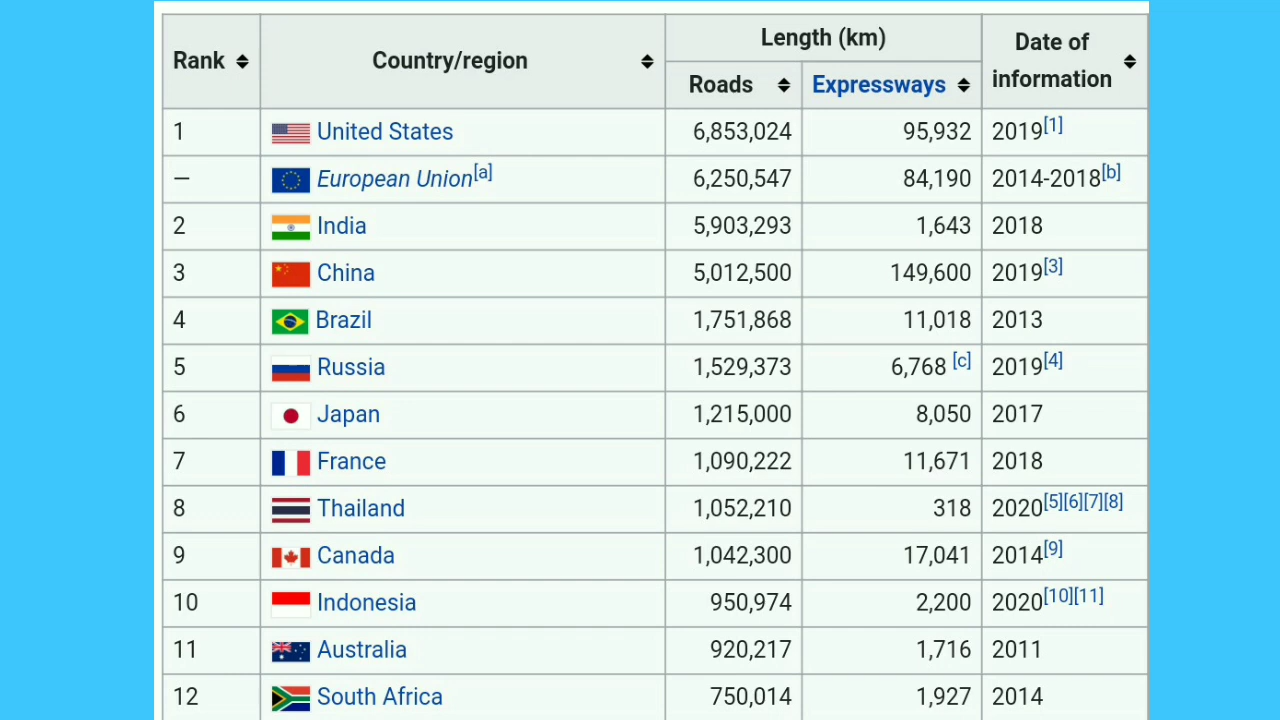 Rank Country/region Length (km) Date of information
Roads Expressways
1 United States 6,853,024 95,932 2019[1]
— European Union[a] 6,250,547 84,190 2014-2018[b]
2 India 5,903,293 1,643 2018
3 China 5,012,500 149,600 2019[3]
4 Brazil 1,751,868 11,018 2013
5 Russia 1,529,373 6,768 [c] 2019[4]
6 Japan 1,215,000 8,050 2017
7 France 1,090,222 11,671 2018
8 Thailand 1,052,210 318 2020[5][6][7][8]
9 Canada 1,042,300 17,041 2014[9]
10 Indonesia 950,974 2,200 2020[10][11]
11 Australia 920,217 1,716 2011
12 South Africa 750,014 1,927 2014